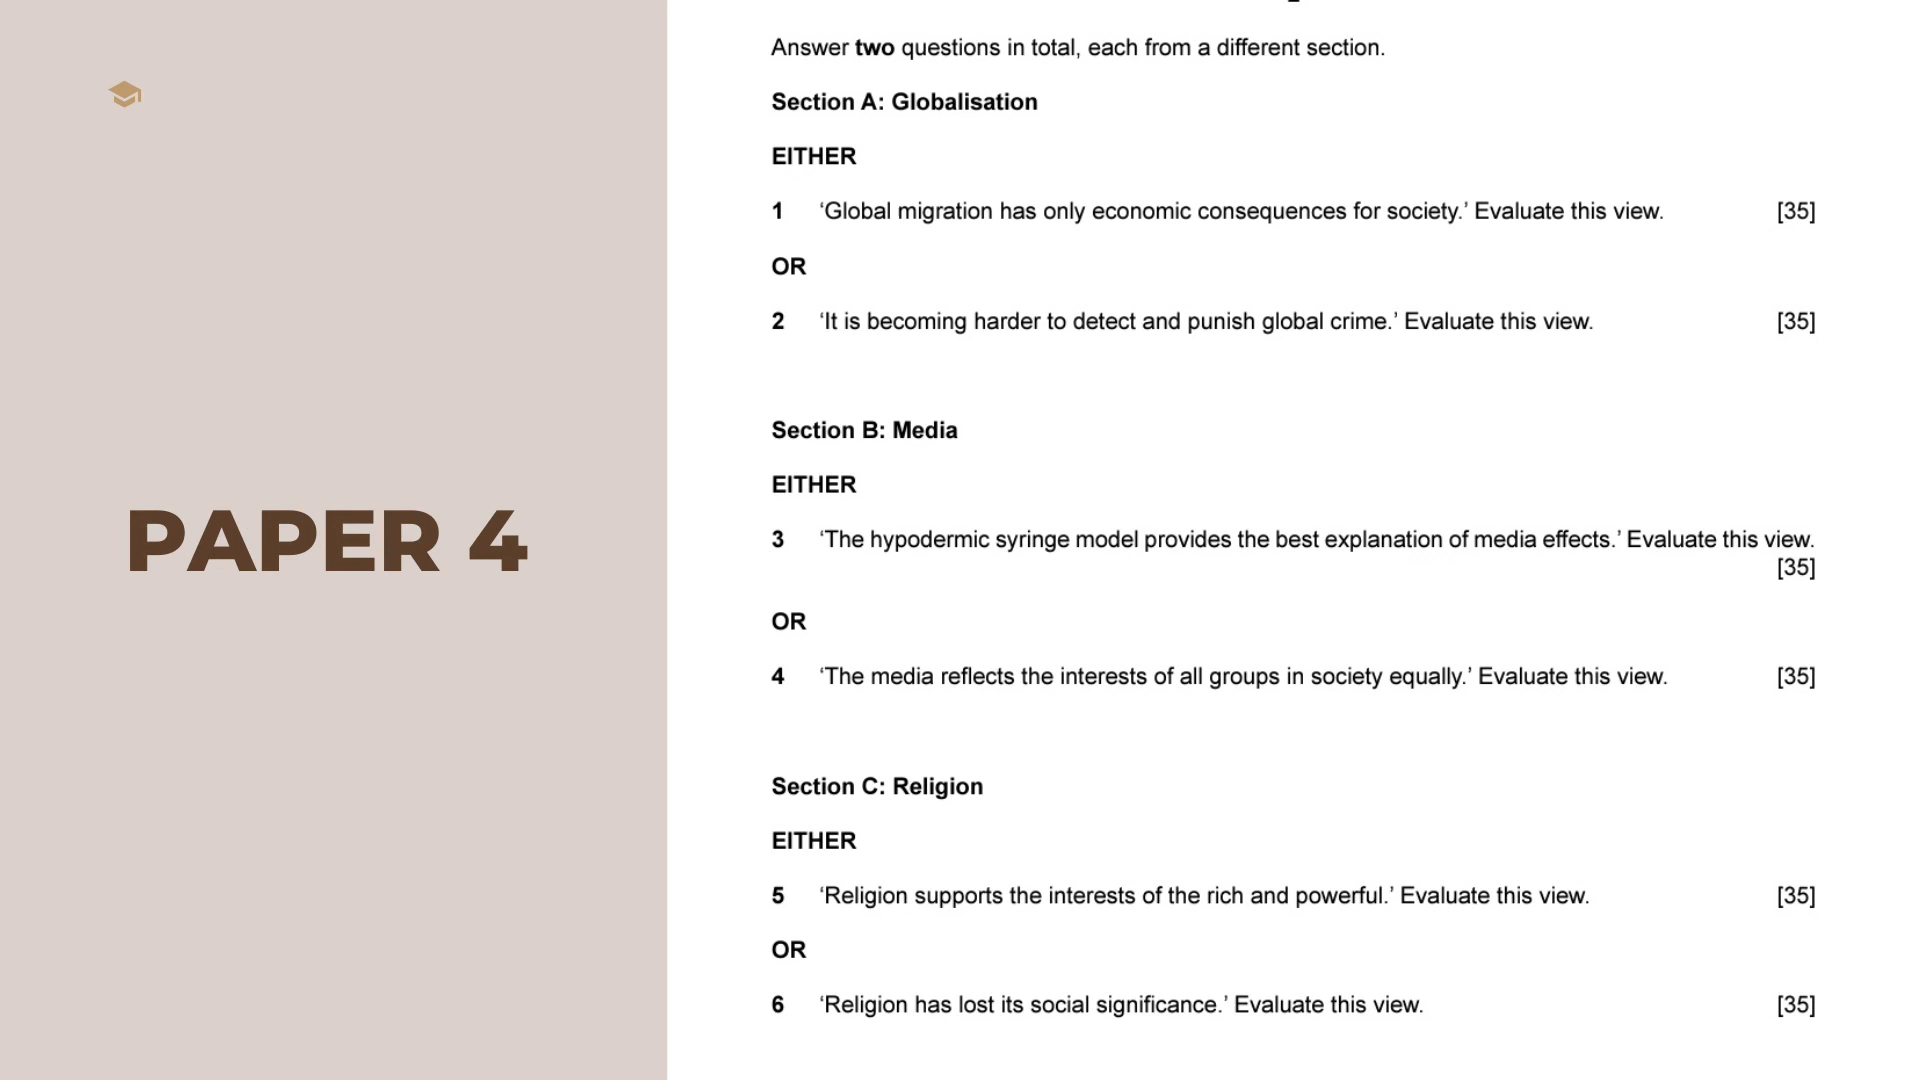 PAPER 4
Answer two questions in total, each from a different section.
Section A: Globalisation
EITHER
1 ‘Global migration has only economic consequences for society.’ Evaluate this view. [35]
OR
2 ‘It is becoming harder to detect and punish global crime.’ Evaluate this view. [35]
Section B: Media
EITHER
3 ‘The hypodermic syringe model provides the best explanation of media effects.’ Evaluate this view.
[35]
OR
4 ‘The media reflects the interests of all groups in society equally.’ Evaluate this view. [35]
Section C: Religion
EITHER
5 ‘Religion supports the interests of the rich and powerful.’ Evaluate this view. [35]
OR
6 ‘Religion has lost its social significance.’ Evaluate this view. [35]